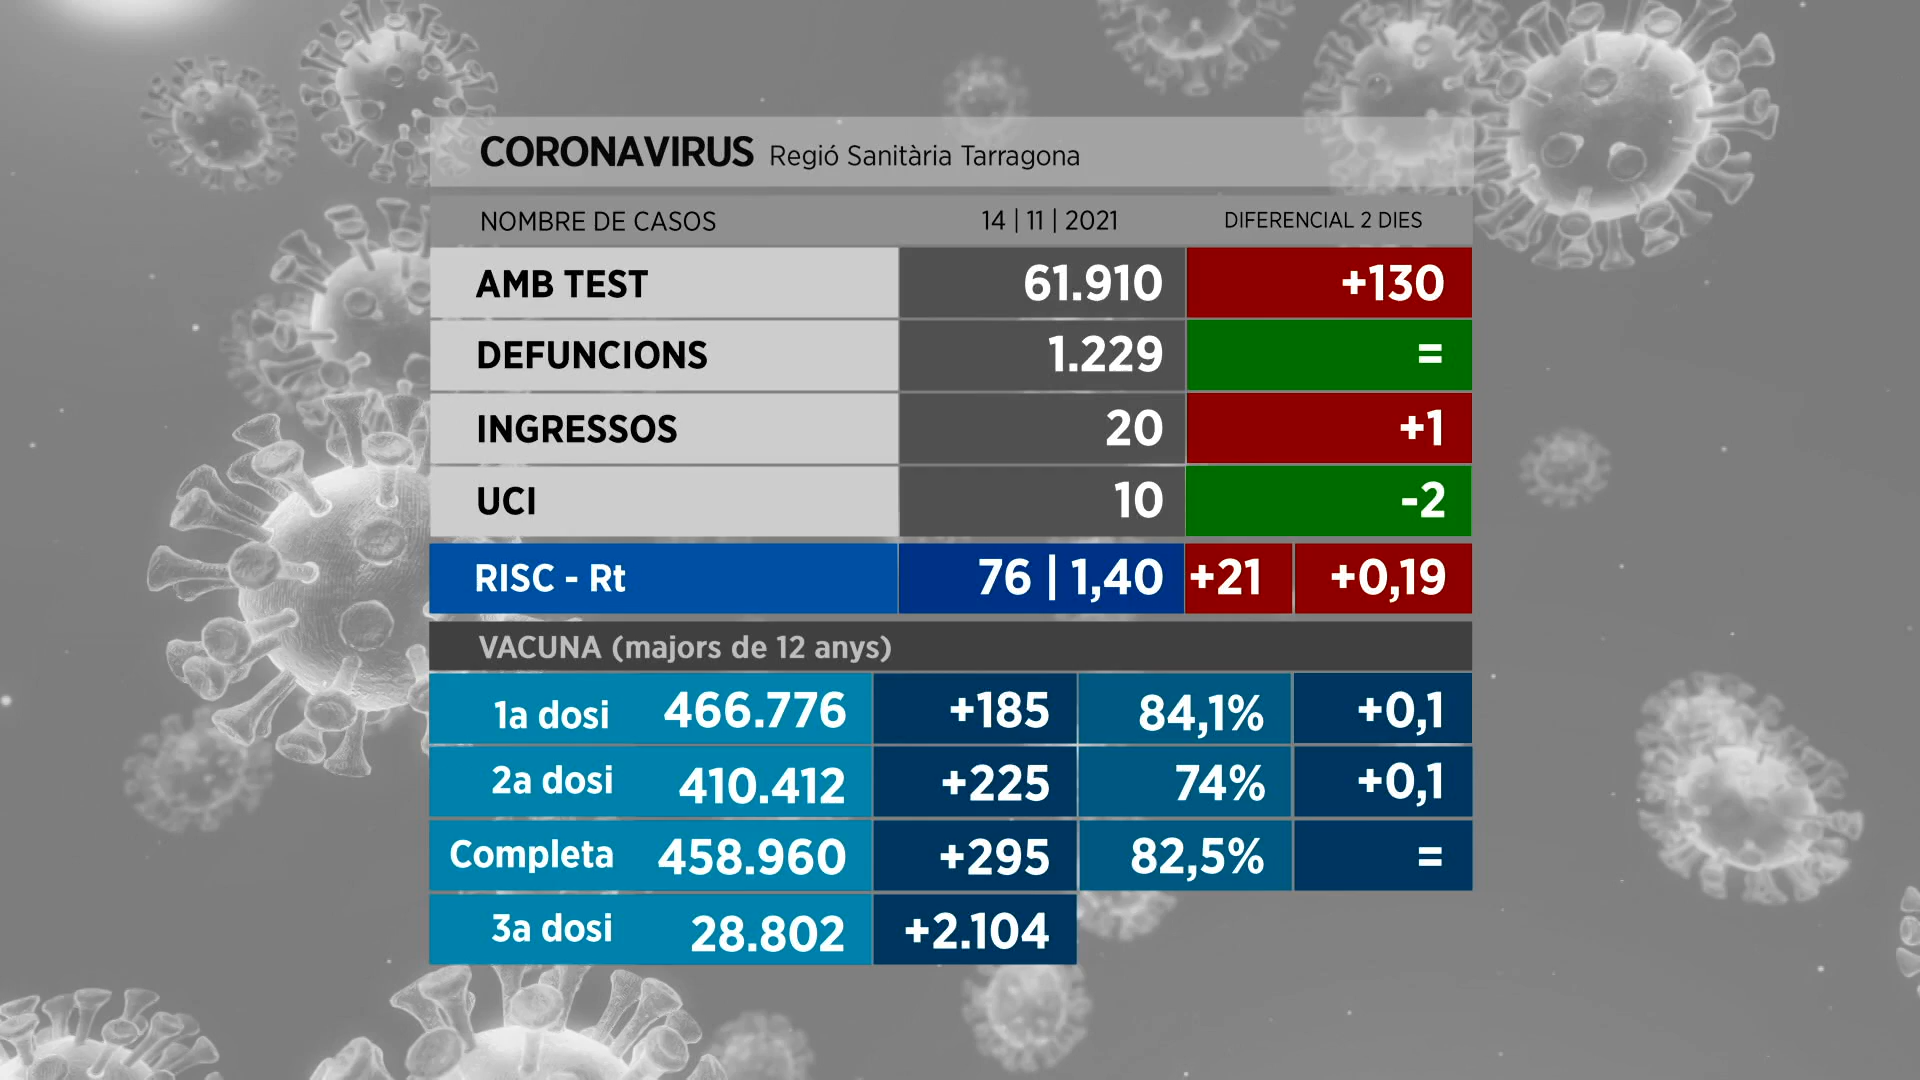 CORONAVIRUS Regió Sanitària Tarragona
NOMBRE DE CASOS 14 | 11 | 2021 DIFERENCIAL 2 DIES
AMB TEST 61.910 +130
DEFUNCIONS 1.229 =
INGRESSOS 20 +1
UCI 10 -2
RISC - Rt 76 | 1,40 +21 +0,19
VACUNA (majors de 12 anys)
1a dosi 466.776 +185 84,1% +0,1
2a dosi 410.412 +225 74% +0,1
Completa 458.960 +295 82,5% =
3a dosi 28.802 +2.104